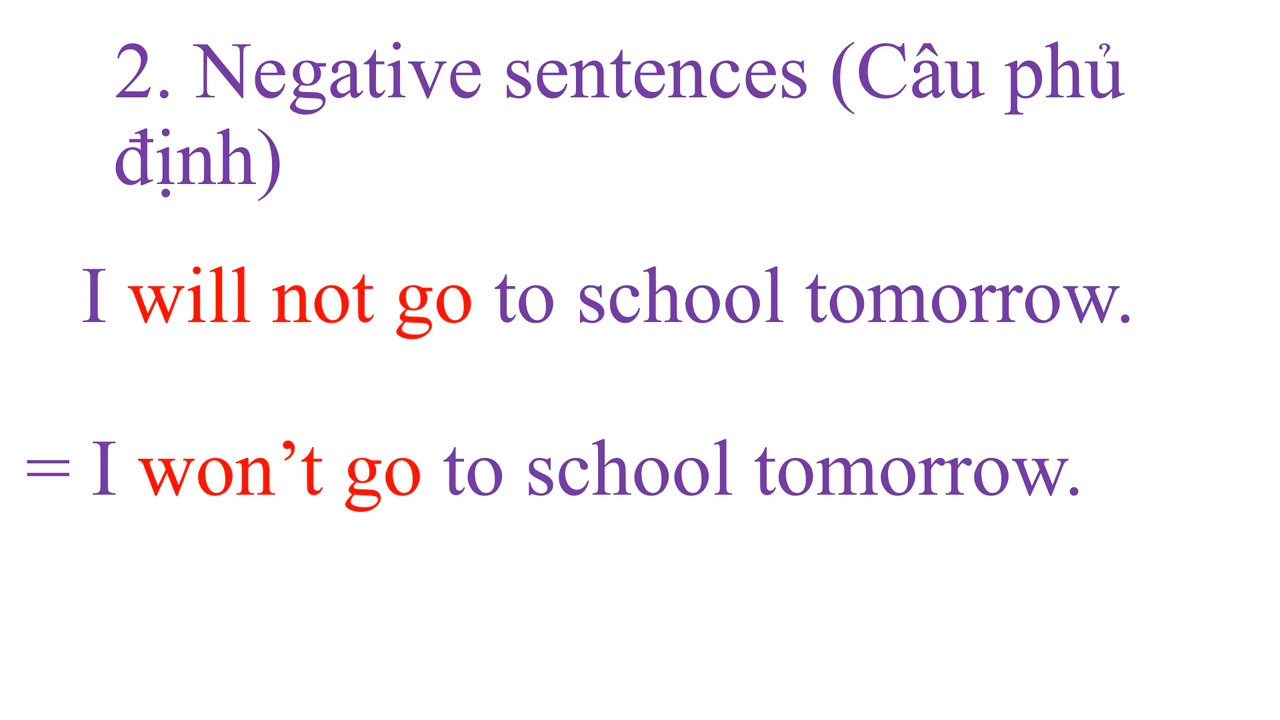 2. Negative sentences (Câu phủ
định)
I will not go to school tomorrow.
= I won’t go to school tomorrow.